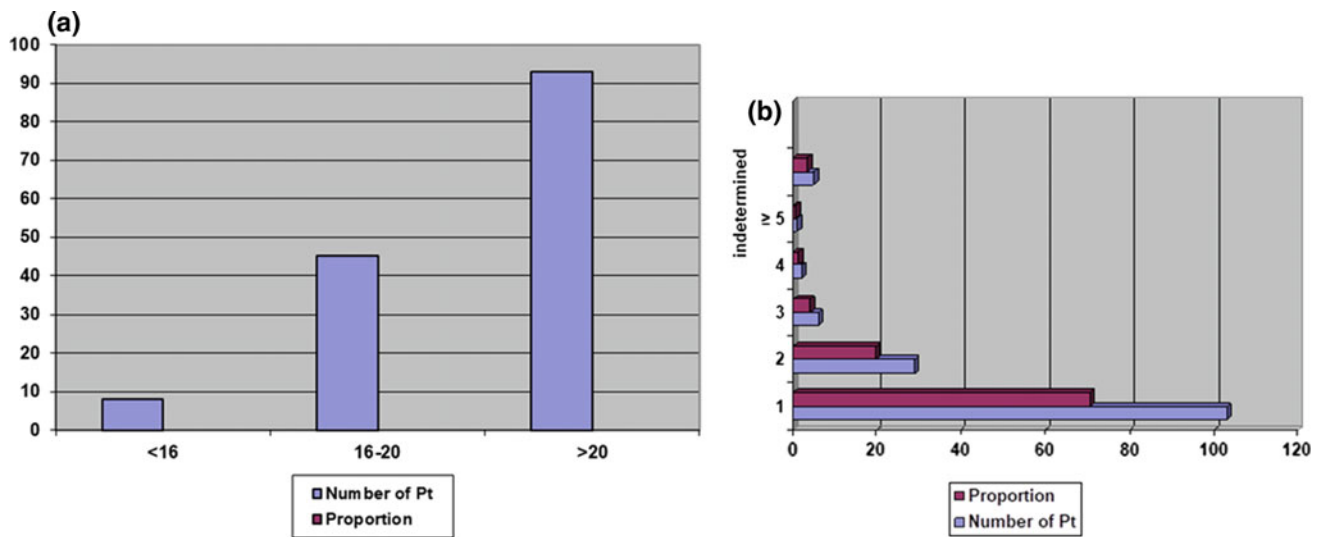 (a)
100
90
80
70
60
50
40
30
20
10
0
<16 16-20 >20
Number of Pt
Proportion
(b)
indetermined
≥ 5
4
3
2
1
0 20 40 60 80 100 120
Proportion
Number of Pt